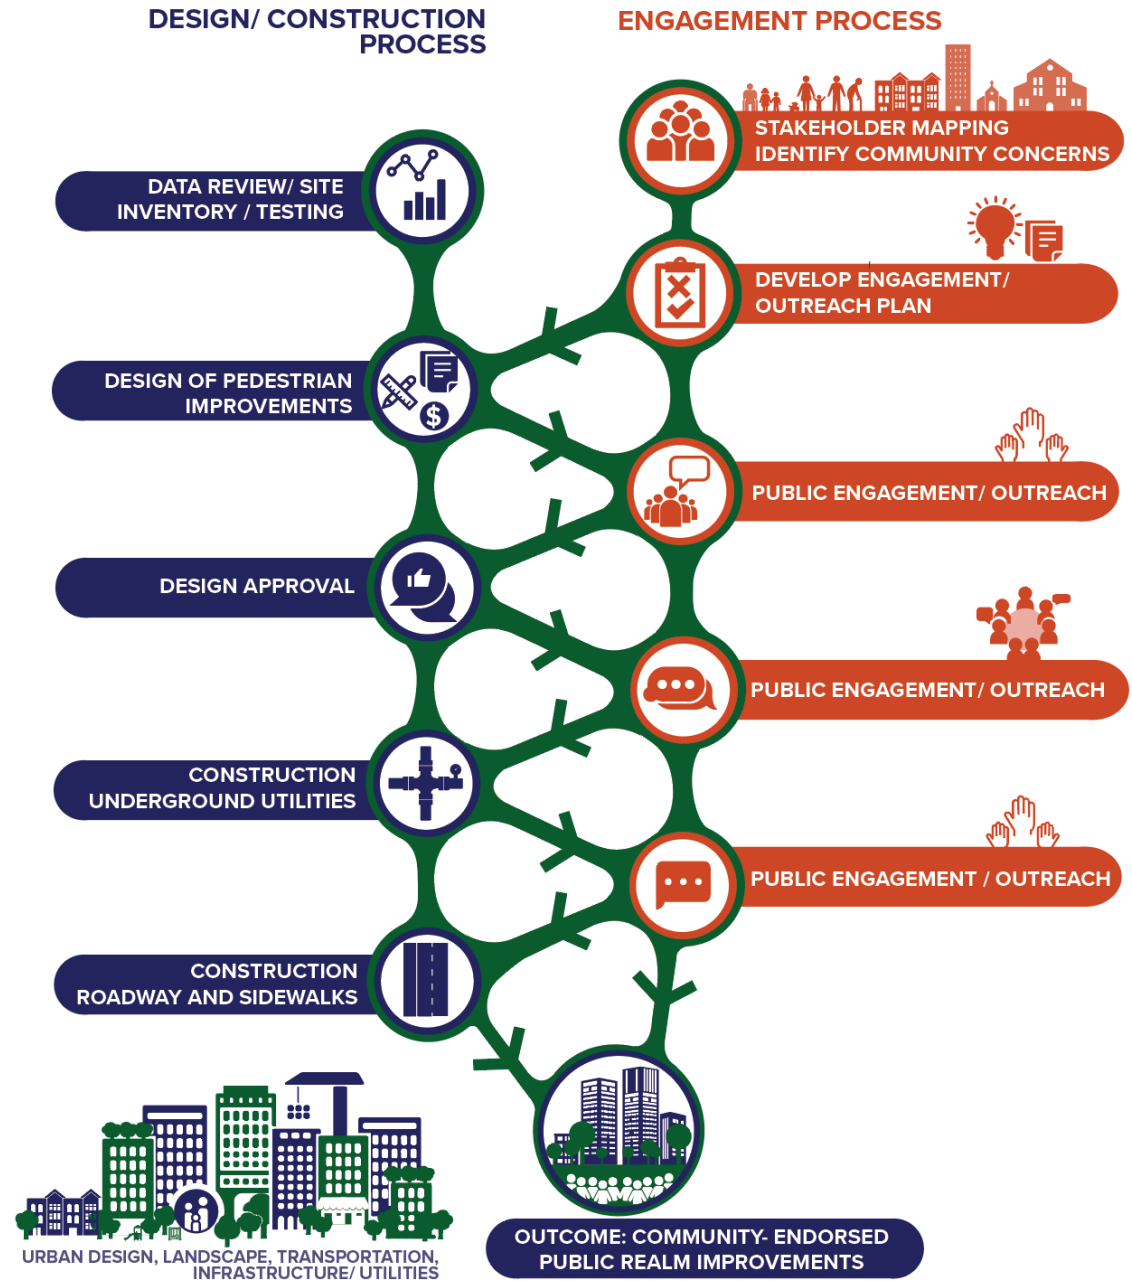 DESIGN/ CONSTRUCTION
PROCESS
ENGAGEMENT PROCESS
STAKEHOLDER MAPPING
IDENTIFY COMMUNITY CONCERNS
DATA REVIEW/ SITE
INVENTORY / TESTING
DEVELOP ENGAGEMENT/
OUTREACH PLAN
DESIGN OF PEDESTRIAN
IMPROVEMENTS
$
PUBLIC ENGAGEMENT/ OUTREACH
DESIGN APPROVAL
PUBLIC ENGAGEMENT/ OUTREACH
CONSTRUCTION
UNDERGROUND UTILITIES
PUBLIC ENGAGEMENT / OUTREACH
CONSTRUCTION
ROADWAY AND SIDEWALKS
OUTCOME: COMMUNITY- ENDORSED
PUBLIC REALM IMPROVEMENTS
URBAN DESIGN, LANDSCAPE, TRANSPORTATION,
INFRASTRUCTURE/ UTILITIES